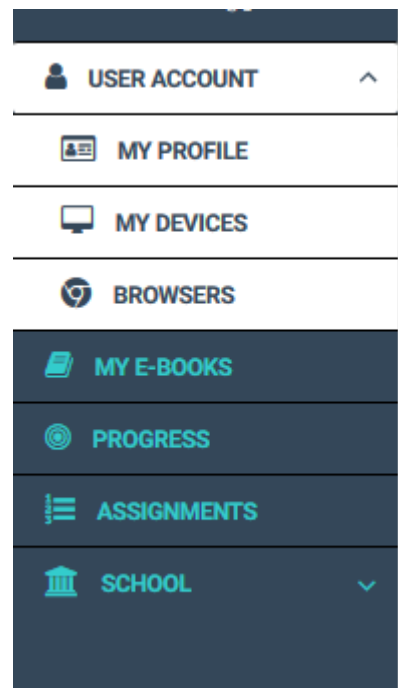 USER ACCOUNT
MY PROFILE
MY DEVICES
BROWSERS
MY E-BOOKS
PROGRESS
ASSIGNMENTS
SCHOOL